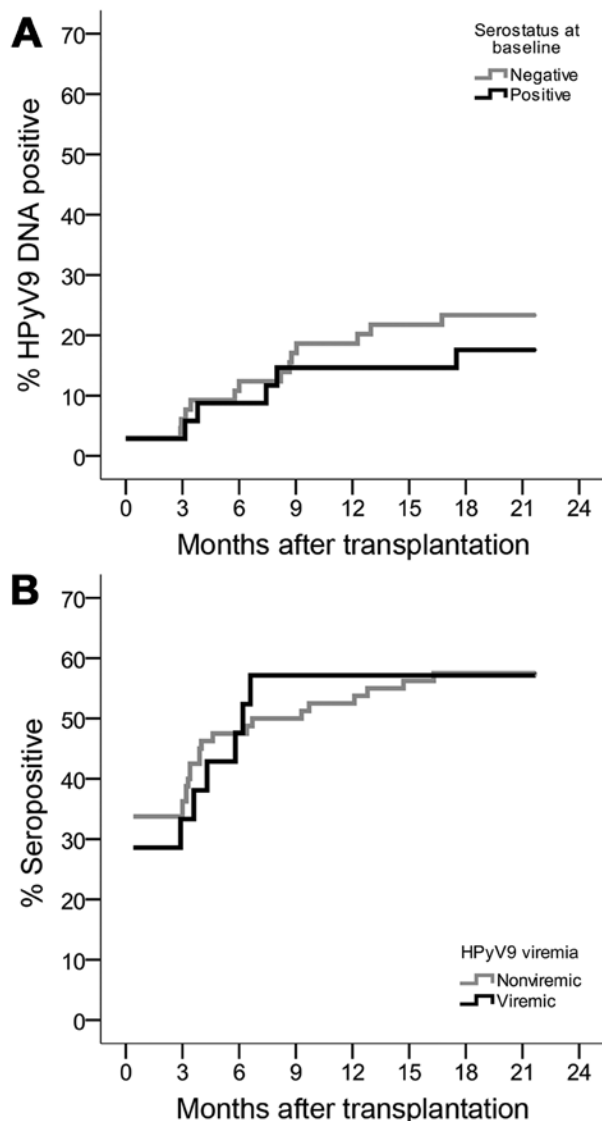 A
Serostatus at
baseline
Negative
Positive
% HPyV9 DNA positive
70
60
50
40
30
20
10
0
0 3 6 9 12 15 18 21 24
Months after transplantation
B
% Seropositive
70
60
50
40
30
20
10
0
HPyV9 viremia
Nonviremic
Viremic
0 3 6 9 12 15 18 21 24
Months after transplantation